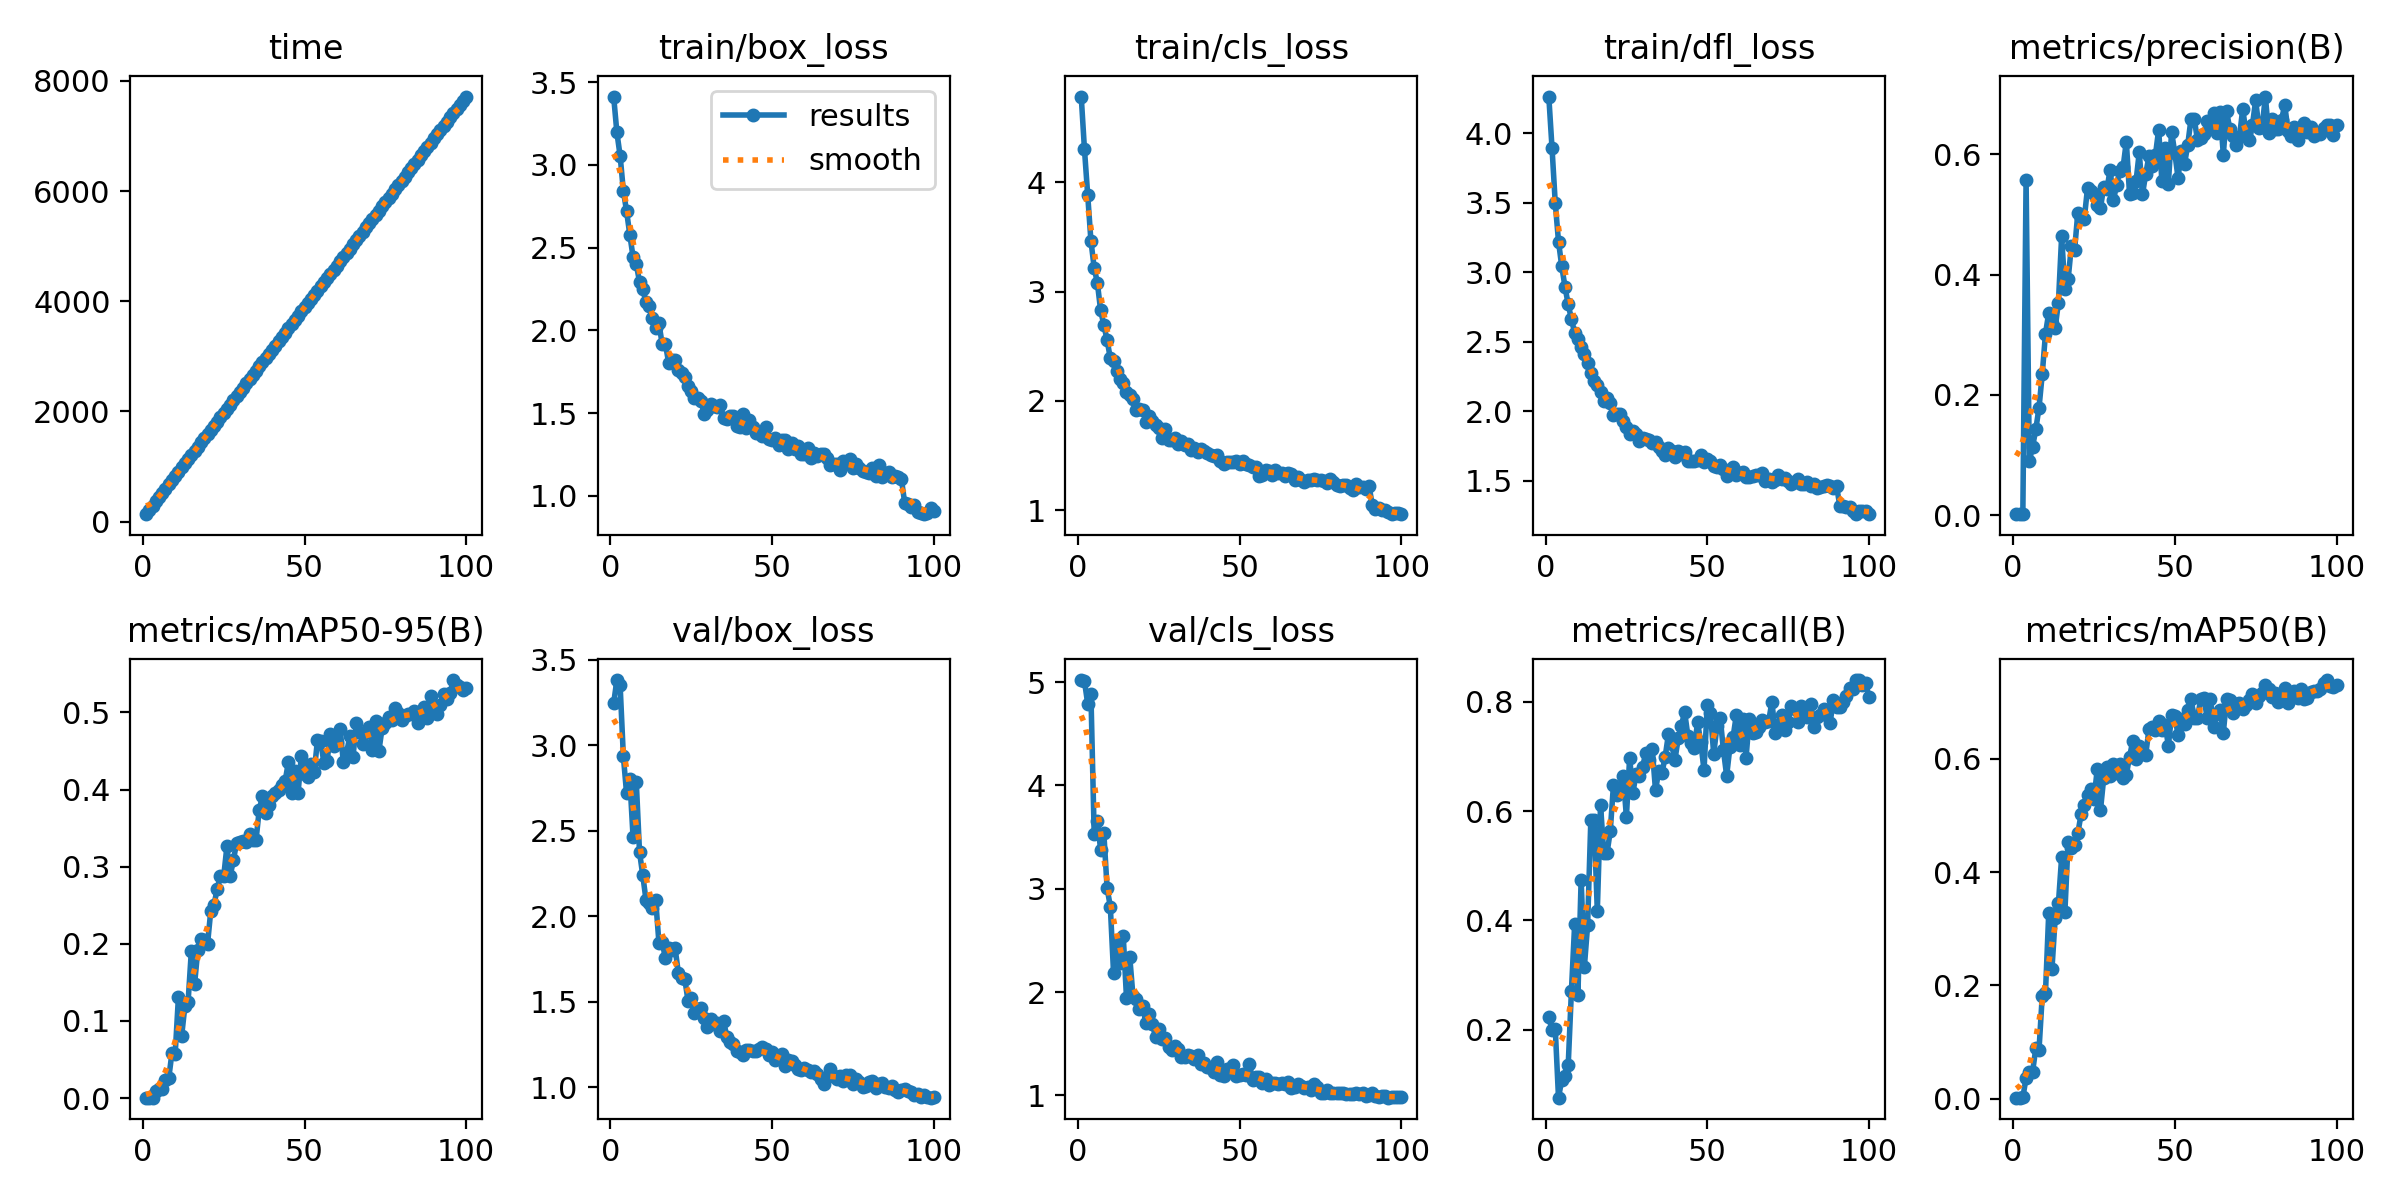 time
8000
6000
4000
2000
0
0 50 100
train/box_loss
results
smooth
3.5
3.0
2.5
2.0
1.5
1.0
0 50 100
train/cls_loss
4
3
2
1
0 50 100
train/dfl_loss
4.0
3.5
3.0
2.5
2.0
1.5
0 50 100
metrics/precision(B)
0.6
0.4
0.2
0.0
0 50 100
metrics/mAP50-95(B)
0.5
0.4
0.3
0.2
0.1
0.0
0 50 100
val/box_loss
3.5
3.0
2.5
2.0
1.5
1.0
0 50 100
val/cls_loss
5
4
3
2
1
0 50 100
metrics/recall(B)
0.8
0.6
0.4
0.2
0 50 100
metrics/mAP50(B)
0.6
0.4
0.2
0.0
0 50 100